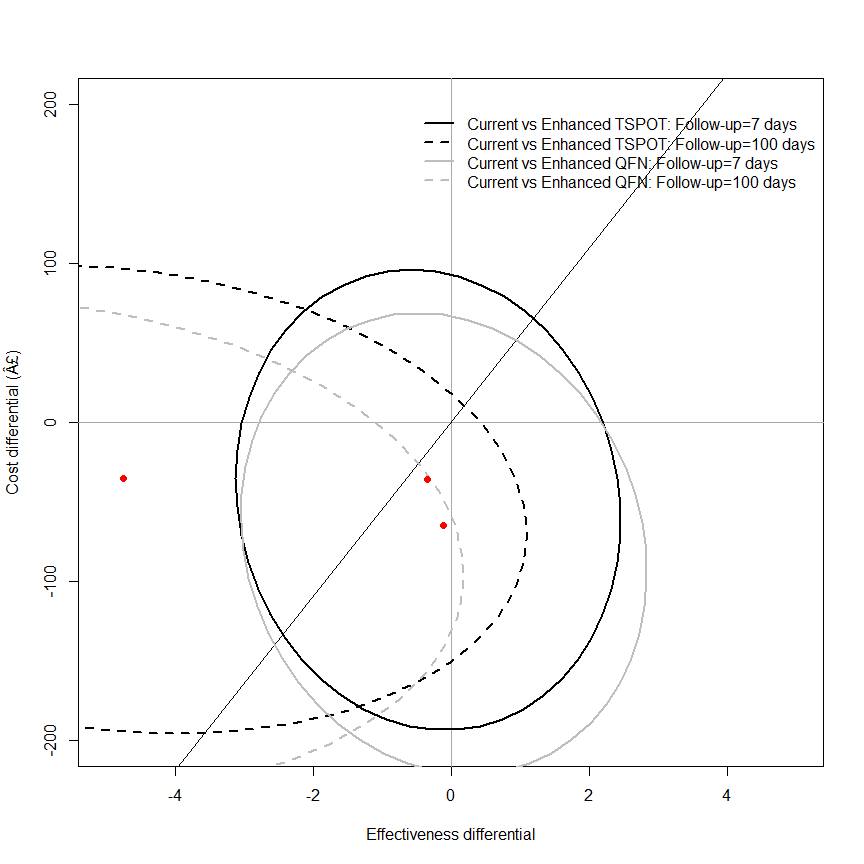 200
Current vs Enhanced TSPOT: Follow-up=7 days
Current vs Enhanced TSPOT: Follow-up=100 days
Current vs Enhanced QFN: Follow-up=7 days
Current vs Enhanced QFN: Follow-up=100 days
100
0
-100
-200
Cost differential (Â£)
-4 -2 0 2 4
Effectiveness differential